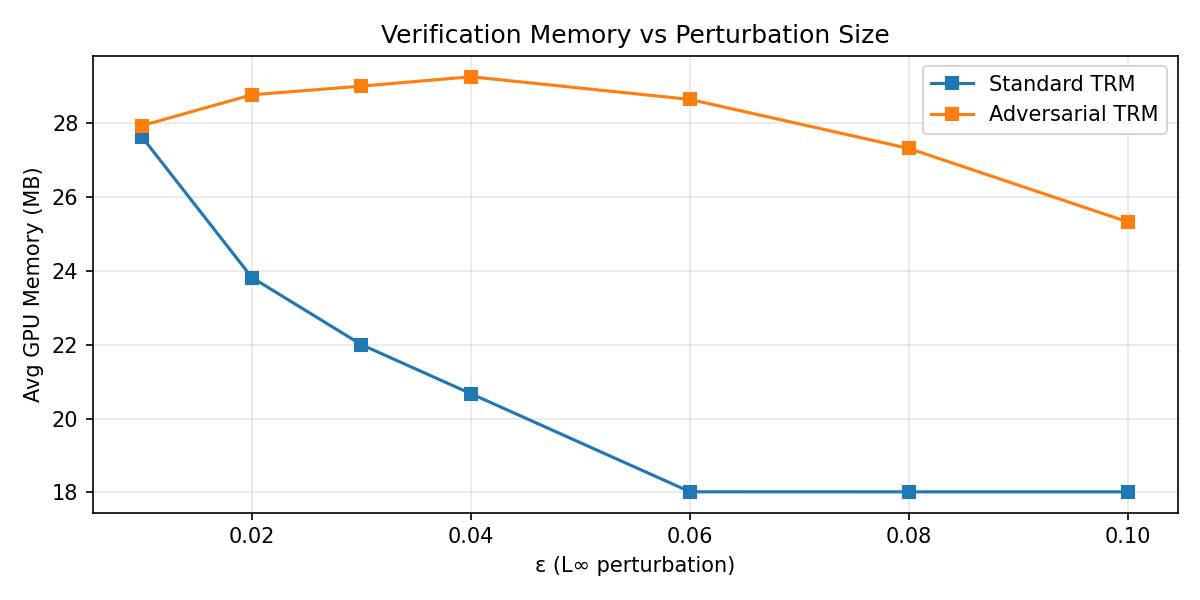 Verification Memory vs Perturbation Size
Standard TRM
Adversarial TRM
Avg GPU Memory (MB)
28
26
24
22
20
18
0.02 0.04 0.06 0.08 0.10
ε (L∞ perturbation)